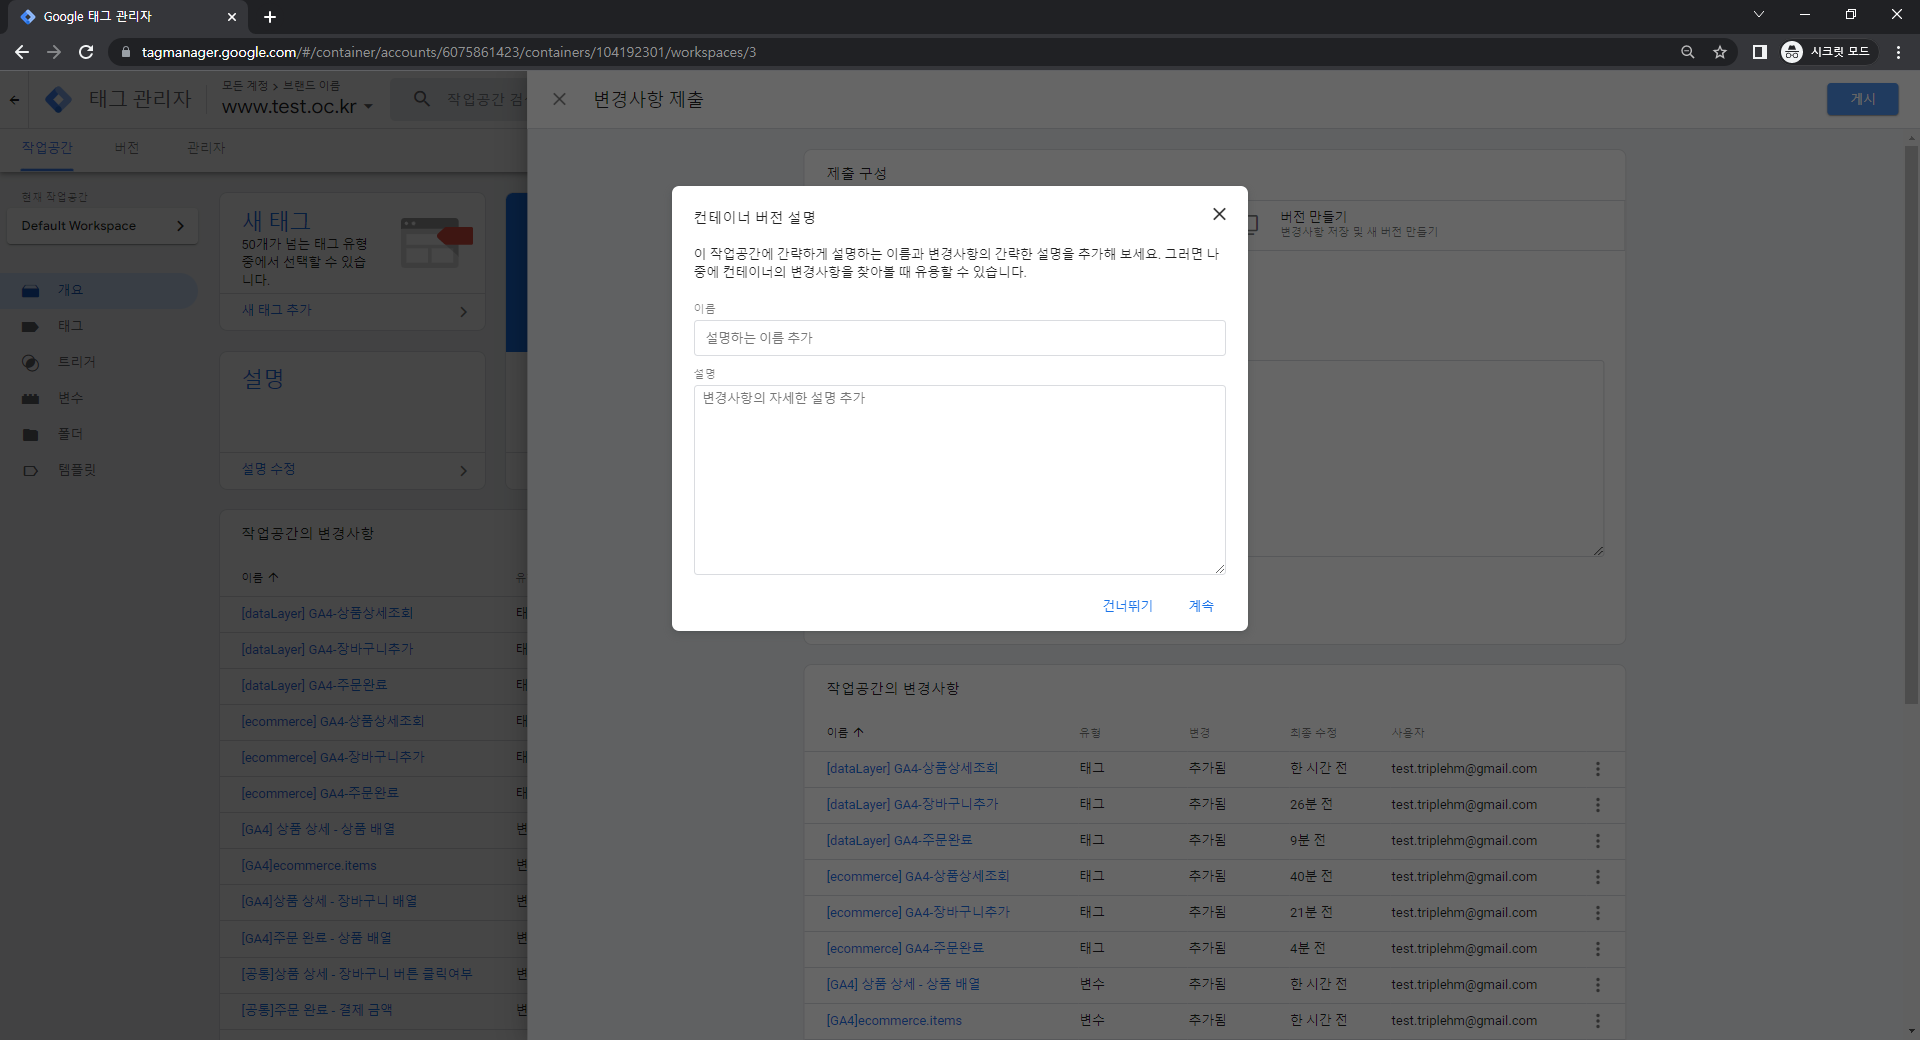 Google 태그 관리자
tagmanager.google.com/#/container/accounts/6075861423/containers/104192301/workspaces/3
시크릿 모드
태그 관리자
모든 계정 > 브랜드 이름
www.test.oc.kr
작업공간 검
변경사항 제출
게시
작업공간
버전
관리자
현재 작업공간
Default Workspace
개요
태그
트리거
변수
폴더
템플릿
새 태그
50개가 넘는 태그 유형
중에서 선택할 수 있습
니다.
새 태그 추가
설명
설명 수정
작업공간의 변경사항
이름
[dataLayer] GA4-상품상세조회
[dataLayer] GA4-장바구니추가
[dataLayer] GA4-주문완료
[ecommerce] GA4-상품상세조회
[ecommerce] GA4-장바구니추가
[ecommerce] GA4-주문완료
[GA4] 상품 상세 - 상품 배열
[GA4]ecommerce.items
[GA4]상품 상세 - 장바구니 배열
[GA4]주문 완료 - 상품 배열
[공통]상품 상세 - 장바구니 버튼 클릭여부
[공통]주문 완료 - 결제 금액
제출 구성
버전 만들기
변경사항 저장 및 새 버전 만들기
컨테이너 버전 설명
이 작업공간에 간략하게 설명하는 이름과 변경사항의 간략한 설명을 추가해 보세요. 그러면 나
중에 컨테이너의 변경사항을 찾아볼 때 유용할 수 있습니다.
이름
설명하는 이름 추가
설명
변경사항의 자세한 설명 추가
건너뛰기
계속
작업공간의 변경사항
이름 유형 변경 최종 수정 사용자
[dataLayer] GA4-상품상세조회 태그 추가됨 한 시간 전 test.triplehm@gmail.com
[dataLayer] GA4-장바구니추가 태그 추가됨 26분 전 test.triplehm@gmail.com
[dataLayer] GA4-주문완료 태그 추가됨 9분 전 test.triplehm@gmail.com
[ecommerce] GA4-상품상세조회 태그 추가됨 40분 전 test.triplehm@gmail.com
[ecommerce] GA4-장바구니추가 태그 추가됨 21분 전 test.triplehm@gmail.com
[ecommerce] GA4-주문완료 태그 추가됨 4분 전 test.triplehm@gmail.com
[GA4] 상품 상세 - 상품 배열 변수 추가됨 한 시간 전 test.triplehm@gmail.com
[GA4]ecommerce.items 변수 추가됨 한 시간 전 test.triplehm@gmail.com